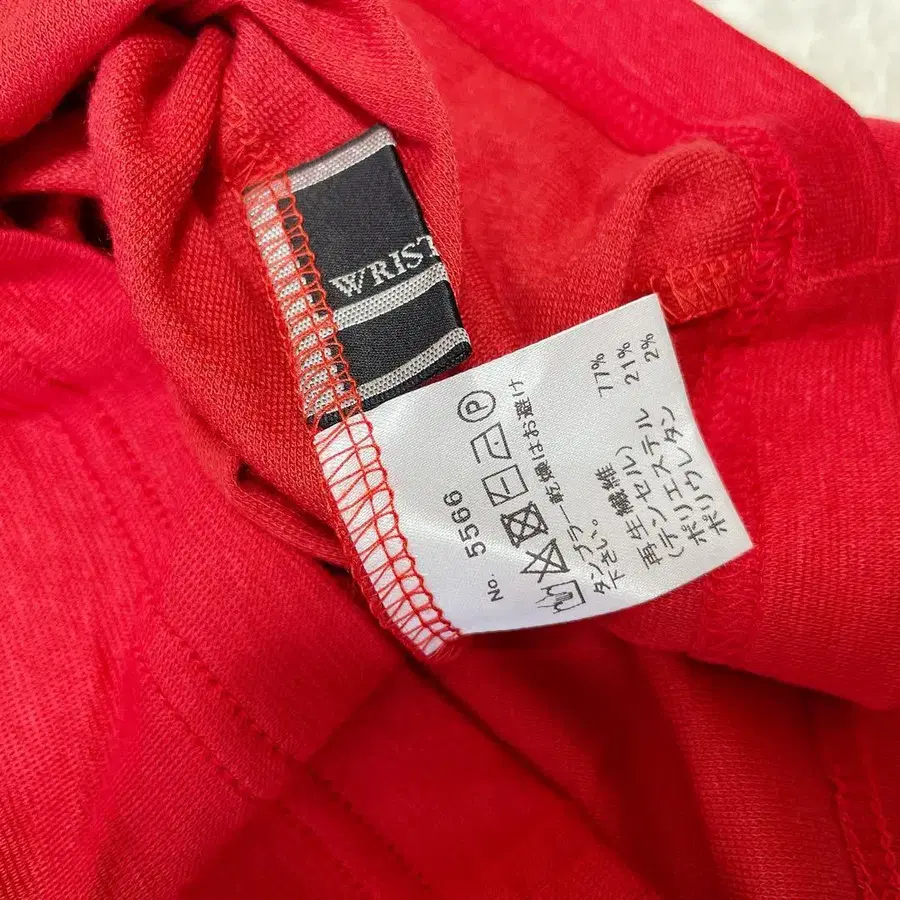 WRIST
No. 5566
P
タンブラー乾燥はお避け
下さい。
再生繊維 77%
(テンセル)
ポリエステル 21%
ポリウレタン 2%